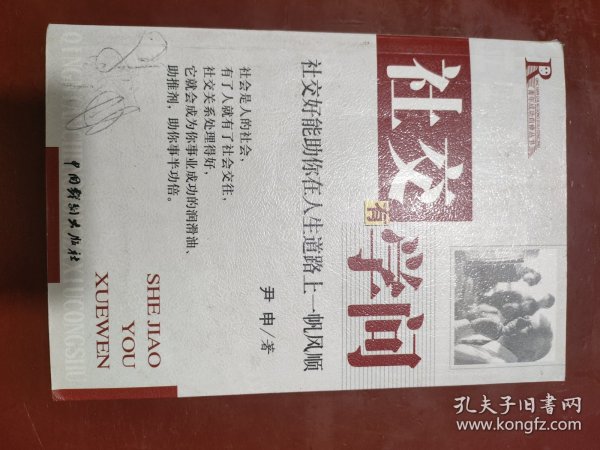 社交
有
学问
社交好能助你在人生道路上一帆风顺
尹申/著
社会是人的社会，
有了人就有了社会交往，
社交关系处理得好，
它就会成为你事业成功的润滑油、
助推剂，助你事半功倍。
中国戏剧出版社
SHE JIAO
YOU
XUEWEN
孔夫子旧书网
www.kongfz.com